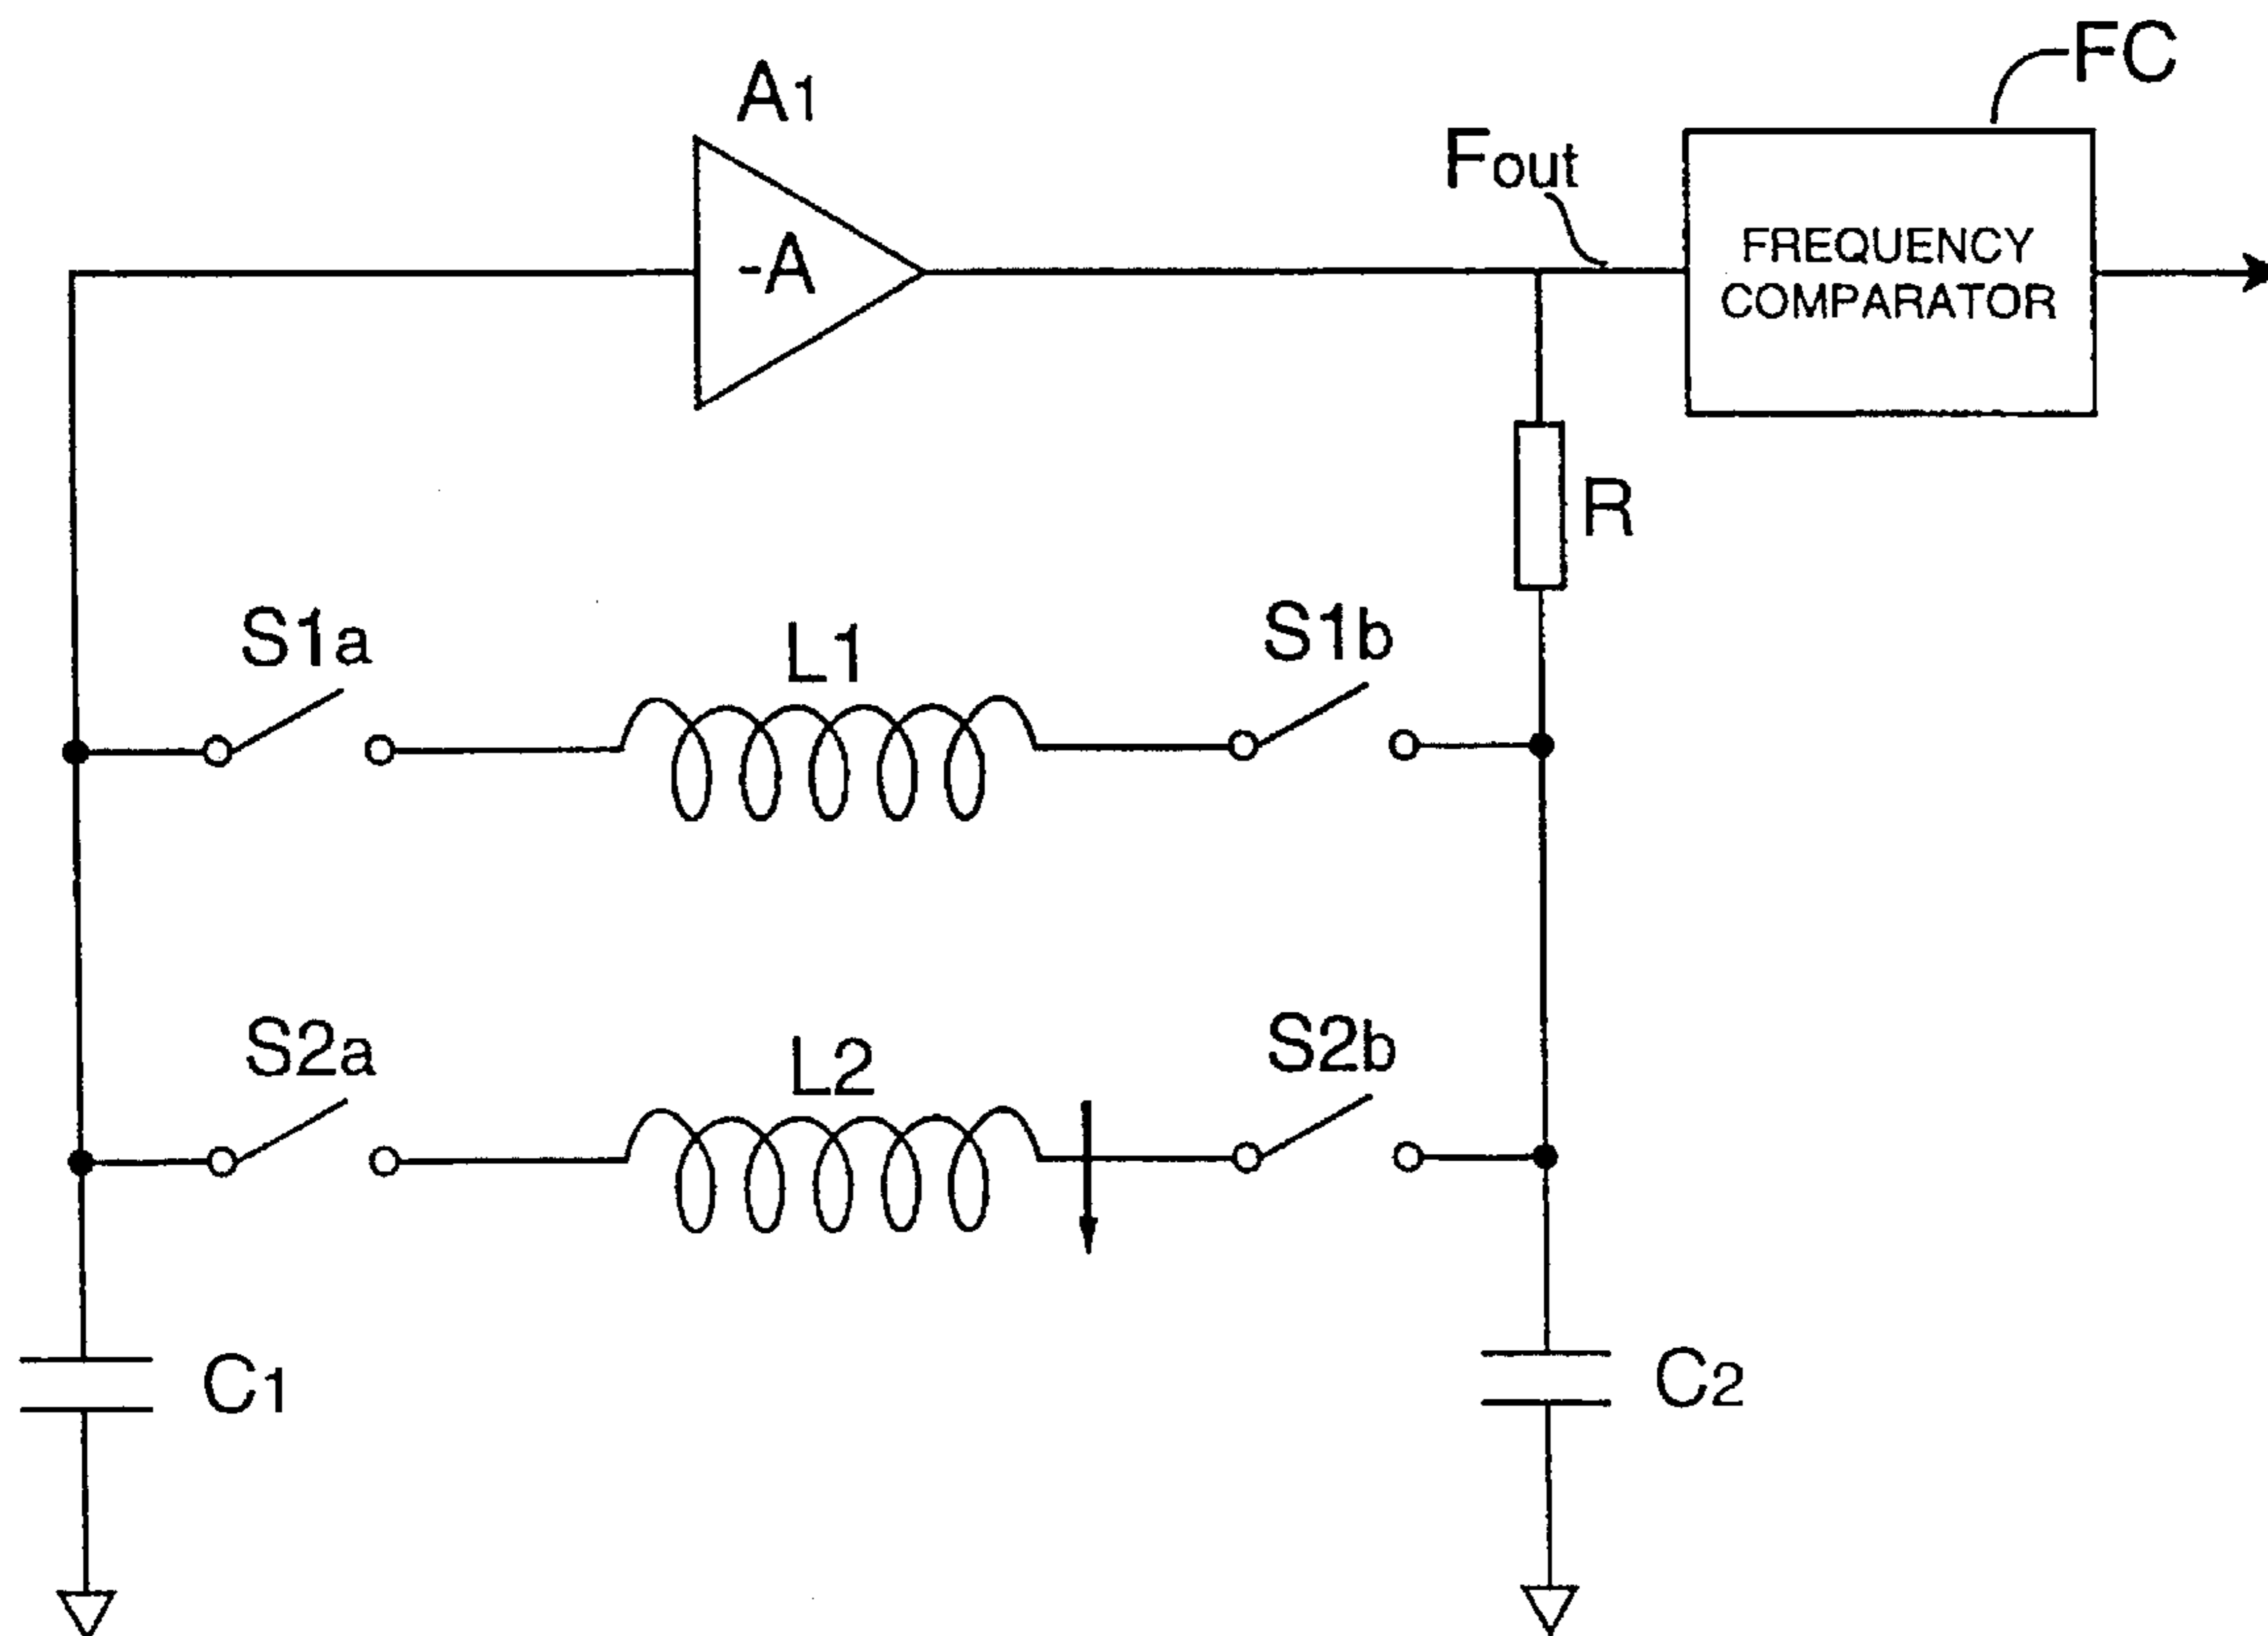 FC
A1
Fout
-A
FREQUENCY
COMPARATOR
R
S1a
L1
S1b
S2a
L2
S2b
C1
C2